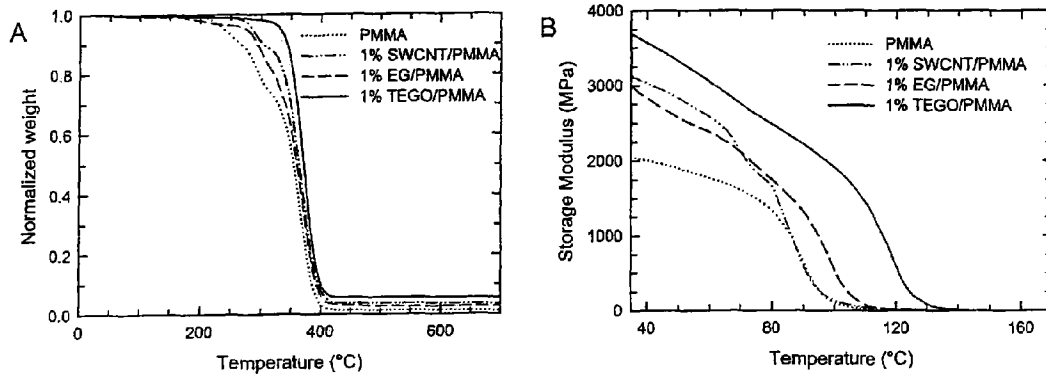 A
Normalized weight
1.0
0.8
0.6
0.4
0.2
0.0
0
200
400
600
Temperature (°C)
PMMA
1% SWCNT/PMMA
1% EG/PMMA
1% TEGO/PMMA
B
Storage Modulus (MPa)
4000
3000
2000
1000
0
40
80
120
160
Temperature (°C)
PMMA
1% SWCNT/PMMA
1% EG/PMMA
1% TEGO/PMMA